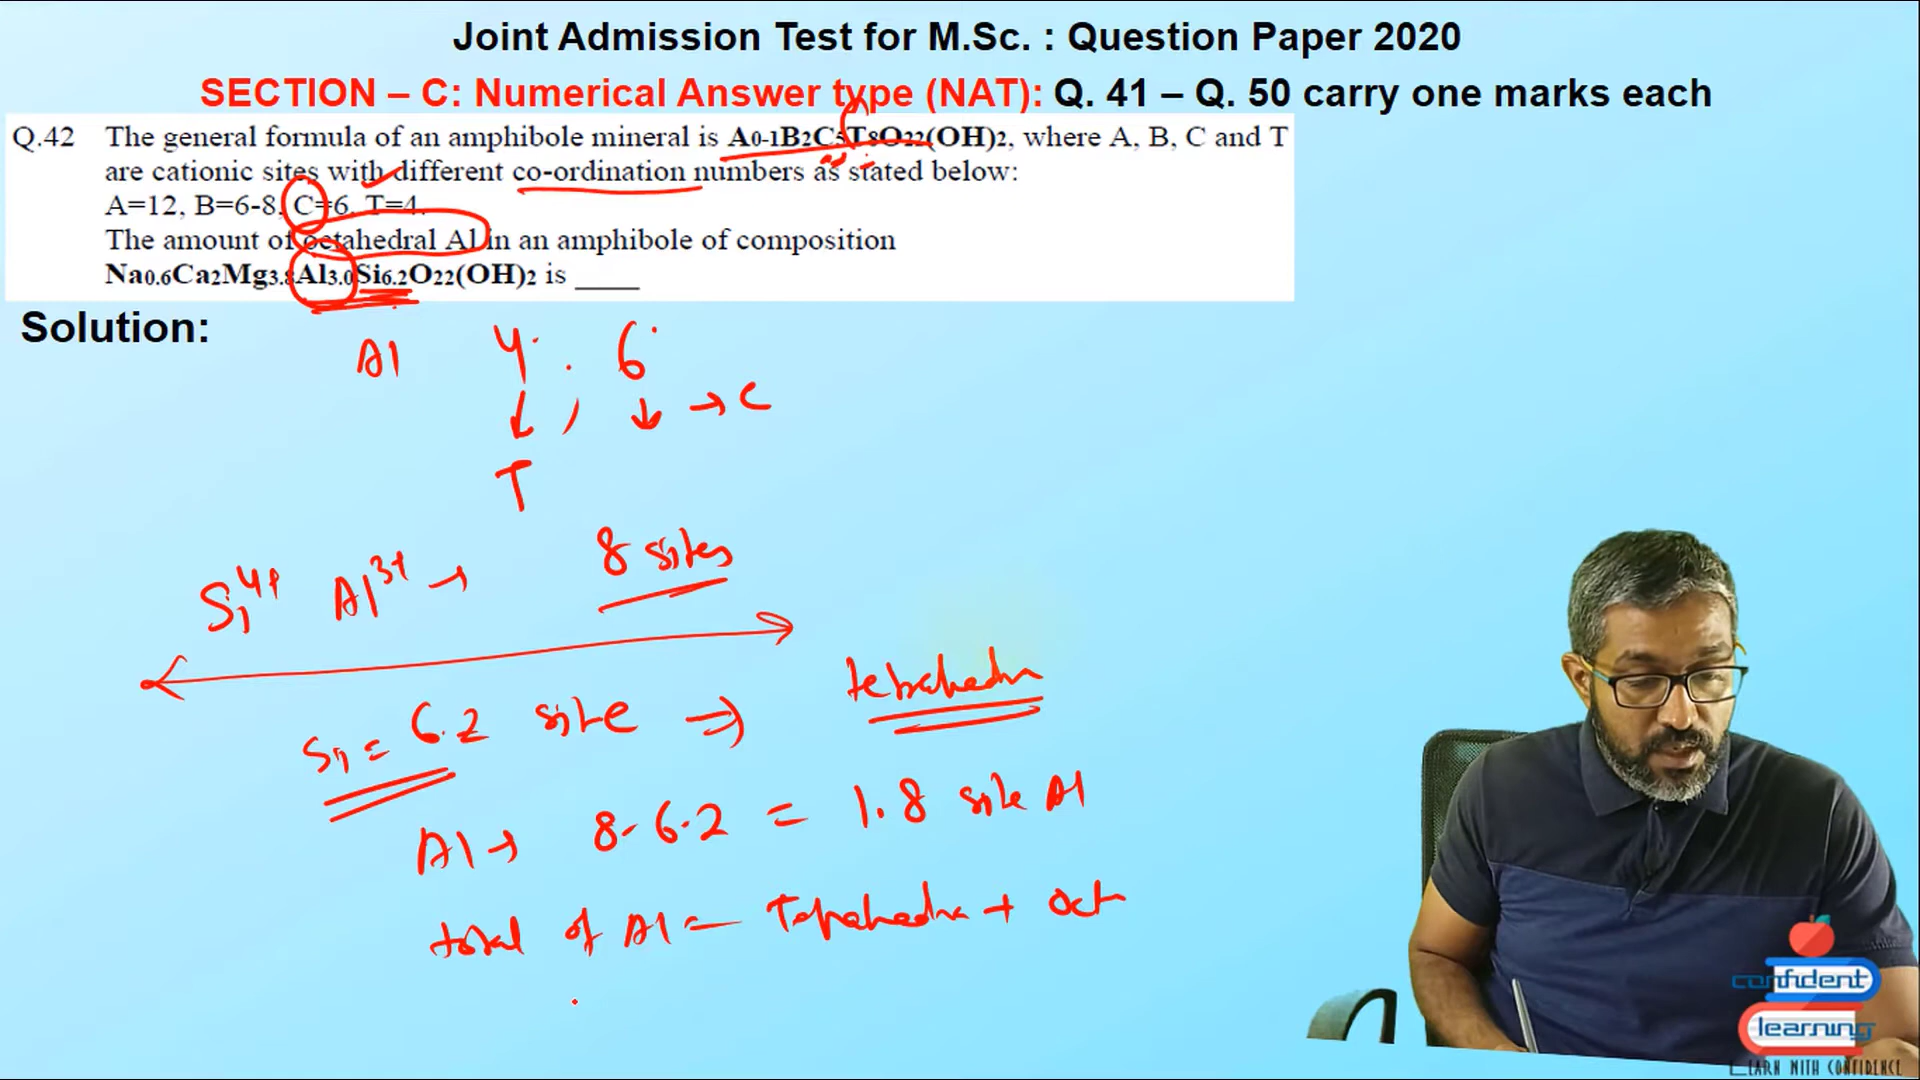 Joint Admission Test for M.Sc. : Question Paper 2020
SECTION – C: Numerical Answer type (NAT): Q. 41 – Q. 50 carry one marks each
Q.42 The general formula of an amphibole mineral is A0-1B2C5T8O22(OH)2, where A, B, C and T
are cationic sites with different co-ordination numbers as stated below:
A=12, B=6-8, C=6, T=4.
The amount of octahedral Al in an amphibole of composition
Na0.6Ca2Mg3.8Al3.0Si6.2O22(OH)2 is ____
Solution:
Al 4 . 6
↓ , ↓ → C
T
Si4+ Al3+ → 8 sites
Si = 6.2 site ⇒ tetrahedra
Al → 8-6.2 = 1.8 site Al
total of Al = Tetrahedra + Octa
confident
learning
LEARN WITH CONFIDENCE